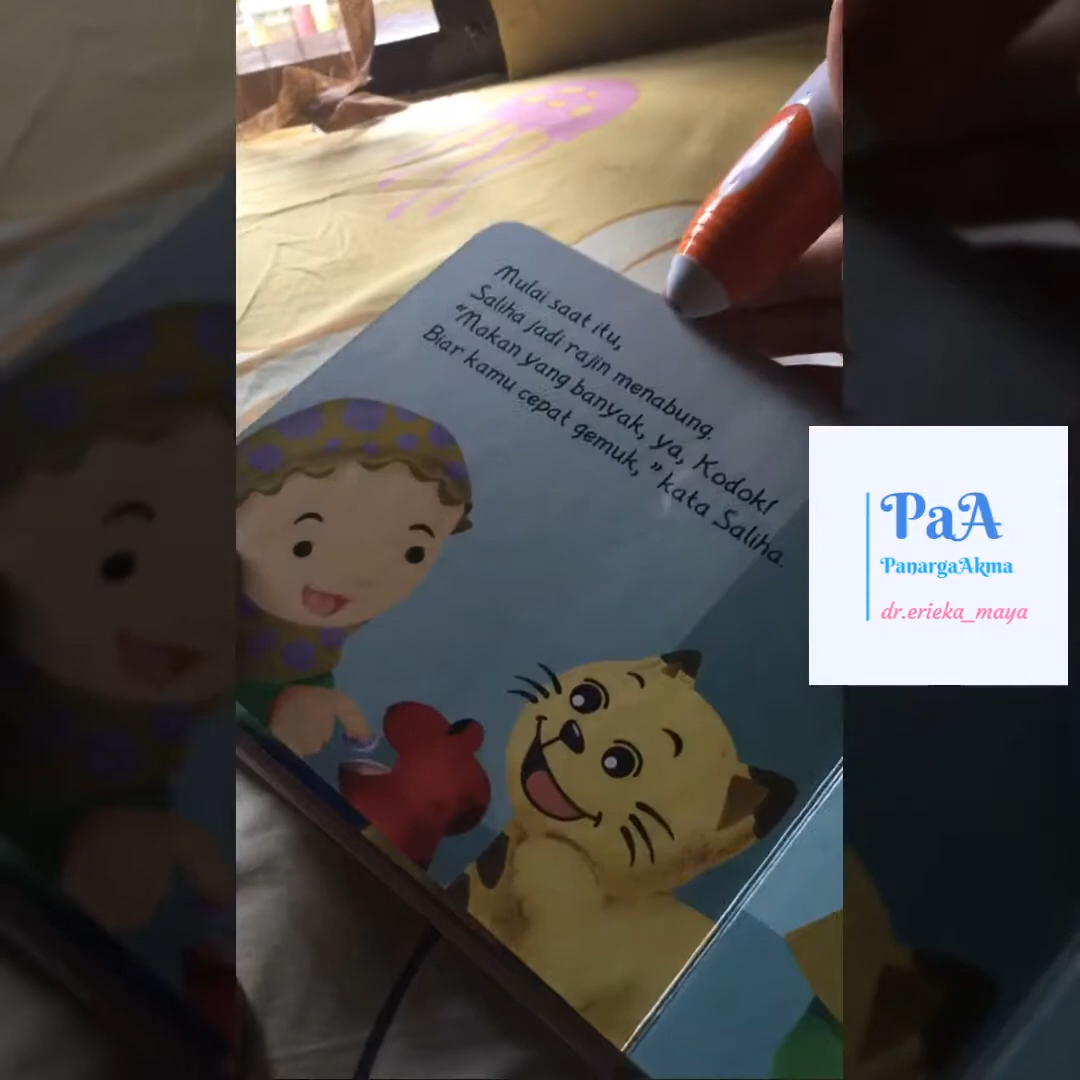 Mulai saat itu,
Saliha jadi rajin menabung.
“Makan yang banyak, ya, Kodok!
Biar kamu cepat gemuk,” kata Saliha.
PaA
PanargaAkma
dr.erieka_maya